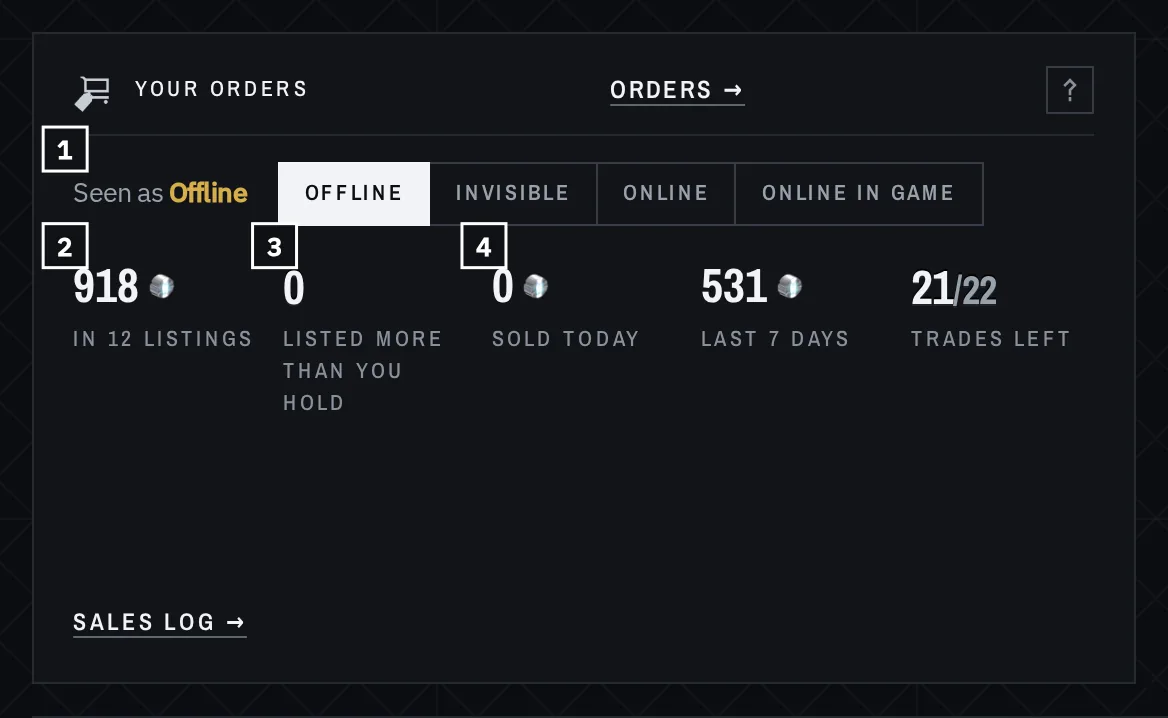 YOUR ORDERS
ORDERS →
?
1
Seen as Offline
OFFLINE
INVISIBLE
ONLINE
ONLINE IN GAME
2
3
4
918
0
0
531
21/22
IN 12 LISTINGS
LISTED MORE
THAN YOU
HOLD
SOLD TODAY
LAST 7 DAYS
TRADES LEFT
SALES LOG →